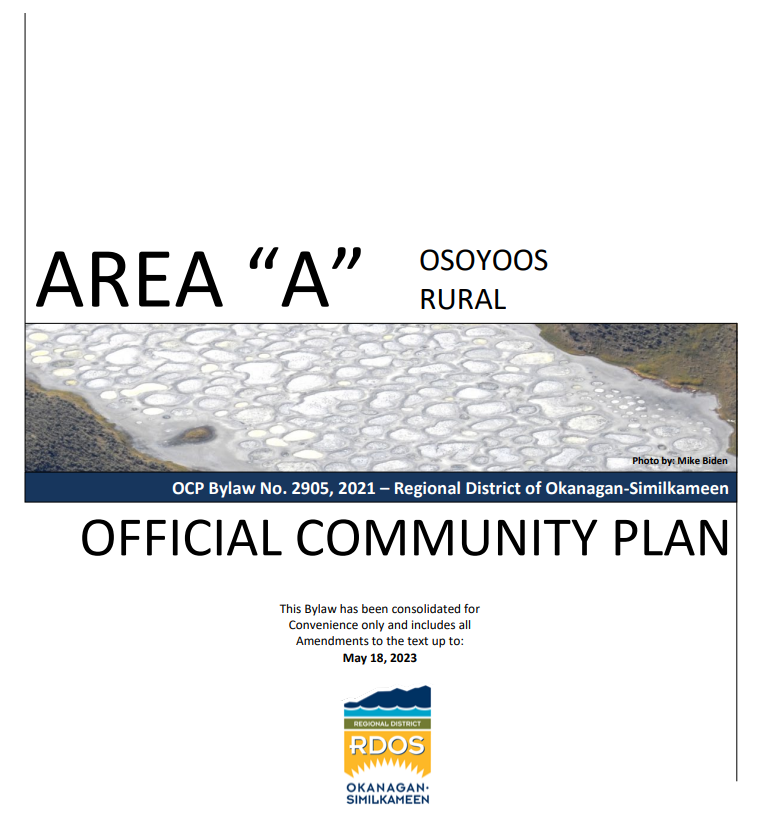 AREA “A”
OSOYOOS
RURAL
Photo by: Mike Biden
OCP Bylaw No. 2905, 2021 – Regional District of Okanagan-Similkameen
OFFICIAL COMMUNITY PLAN
This Bylaw has been consolidated for
Convenience only and includes all
Amendments to the text up to:
May 18, 2023
REGIONAL DISTRICT
RDOS
OKANAGAN-
SIMILKAMEEN